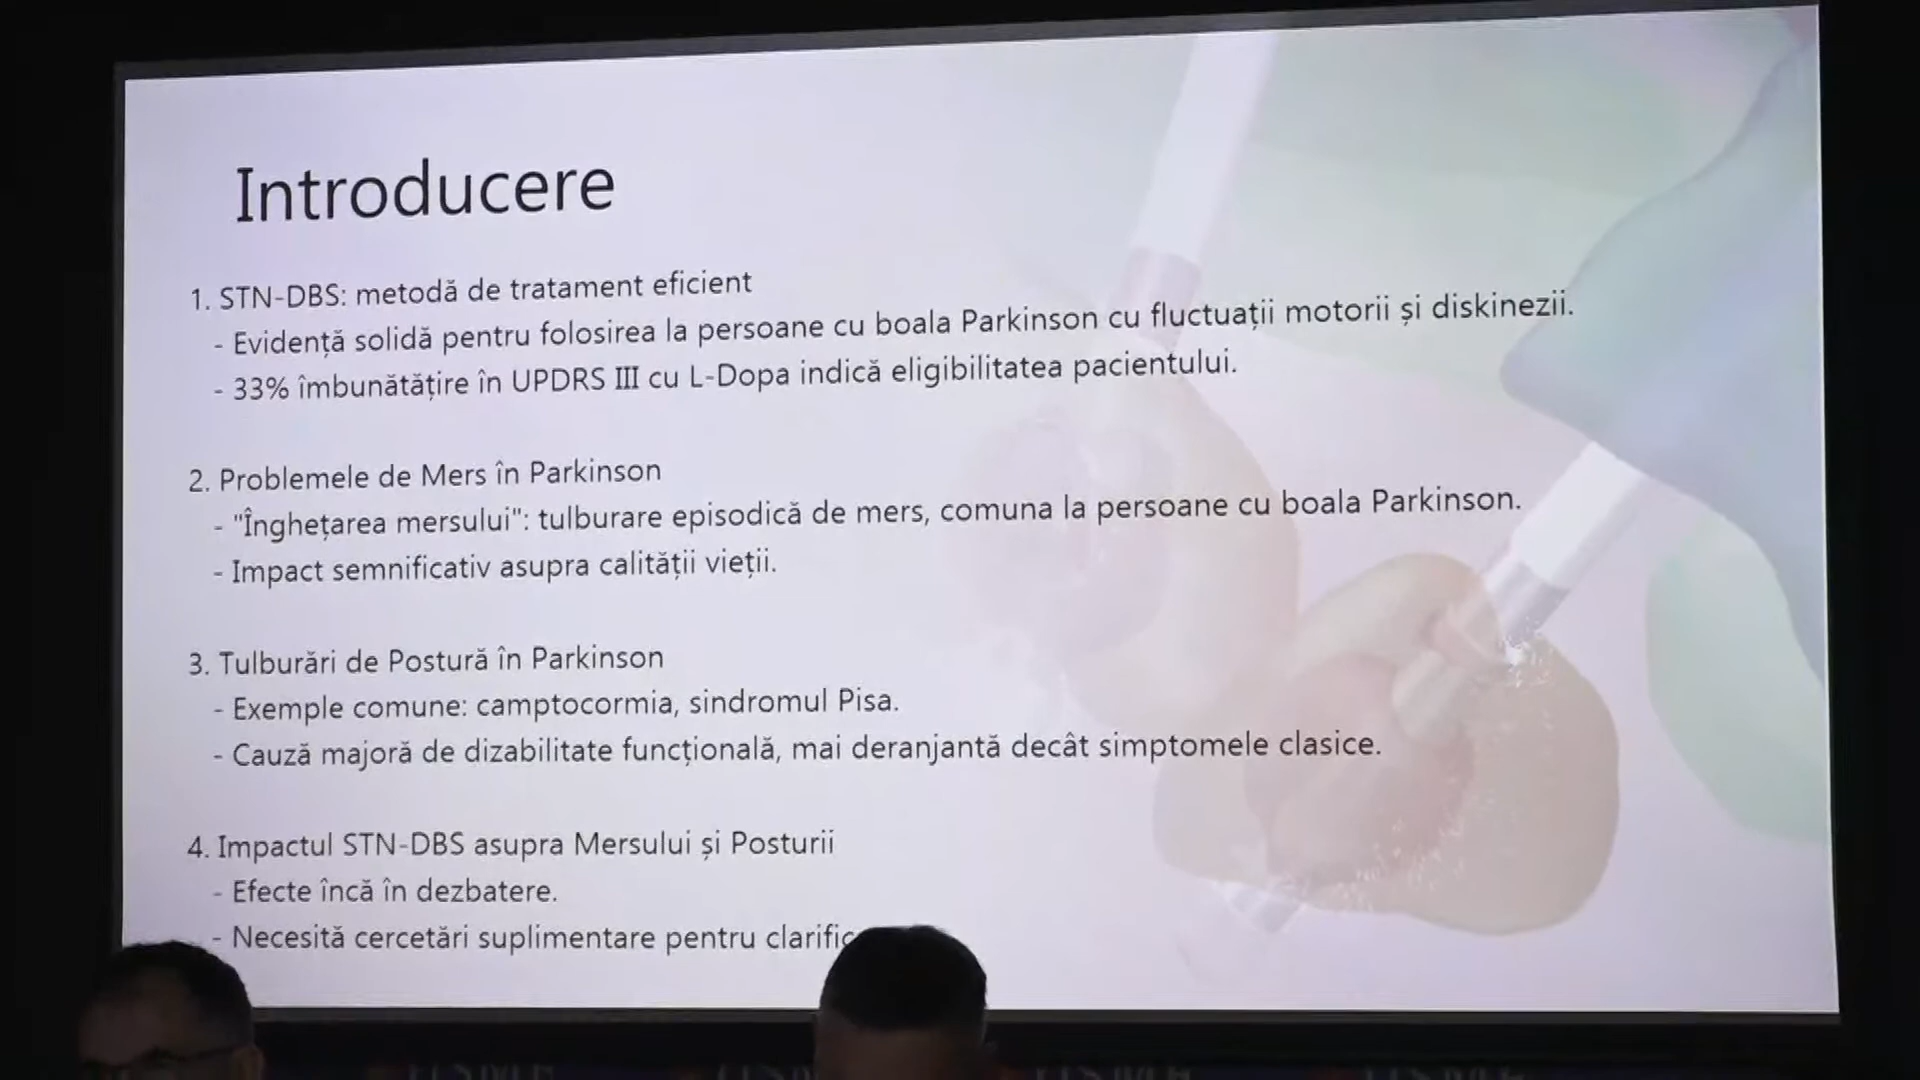 Introducere
1. STN-DBS: metodă de tratament eficient
- Evidență solidă pentru folosirea la persoane cu boala Parkinson cu fluctuații motorii și diskinezii.
- 33% îmbunătățire în UPDRS III cu L-Dopa indică eligibilitatea pacientului.
2. Problemele de Mers în Parkinson
- "Înghețarea mersului": tulburare episodică de mers, comuna la persoane cu boala Parkinson.
- Impact semnificativ asupra calității vieții.
3. Tulburări de Postură în Parkinson
- Exemple comune: camptocormia, sindromul Pisa.
- Cauză majoră de dizabilitate funcțională, mai deranjantă decât simptomele clasice.
4. Impactul STN-DBS asupra Mersului și Posturii
- Efecte încă în dezbatere.
- Necesită cercetări suplimentare pentru